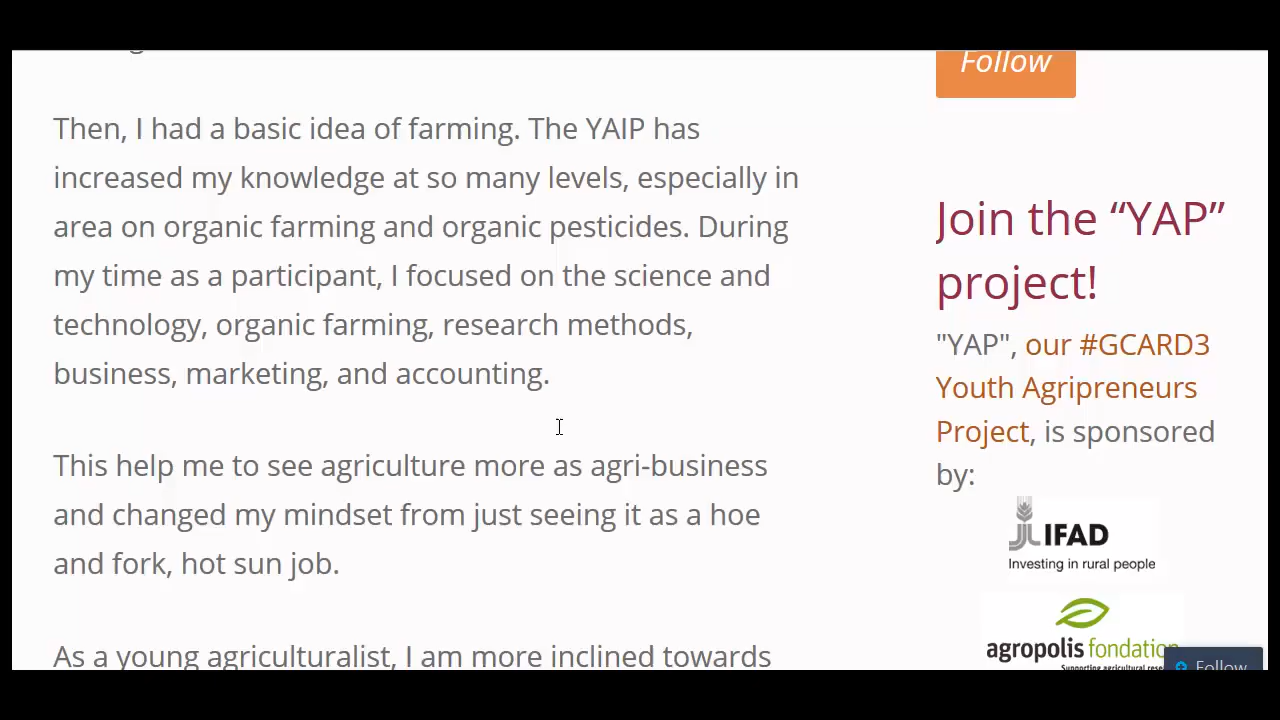 Then, I had a basic idea of farming. The YAIP has
increased my knowledge at so many levels, especially in
area on organic farming and organic pesticides. During
my time as a participant, I focused on the science and
technology, organic farming, research methods,
business, marketing, and accounting.
This help me to see agriculture more as agri-business
and changed my mindset from just seeing it as a hoe
and fork, hot sun job.
As a young agriculturalist, I am more inclined towards
Follow
Join the “YAP”
project!
"YAP", our #GCARD3
Youth Agripreneurs
Project, is sponsored
by:
IFAD
Investing in rural people
agropolis fondation
Supporting agricultural
Follow